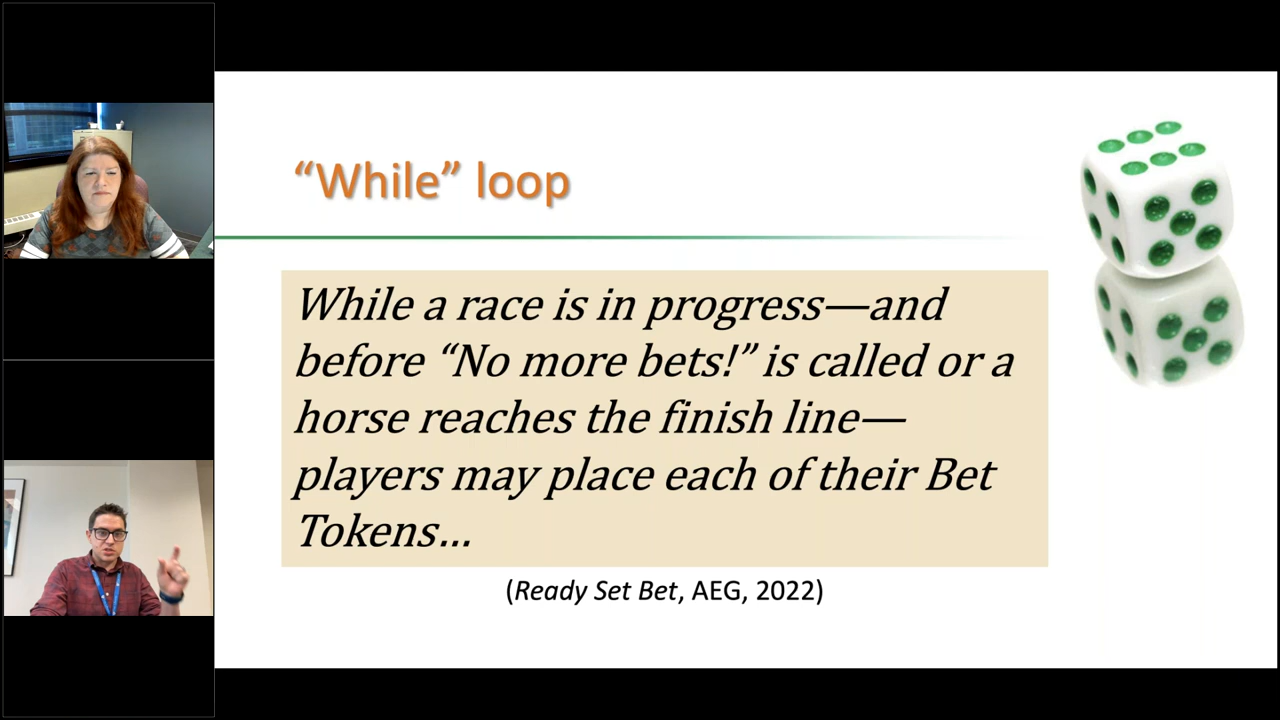 “While” loop
While a race is in progress—and
before “No more bets!” is called or a
horse reaches the finish line—
players may place each of their Bet
Tokens…
(Ready Set Bet, AEG, 2022)